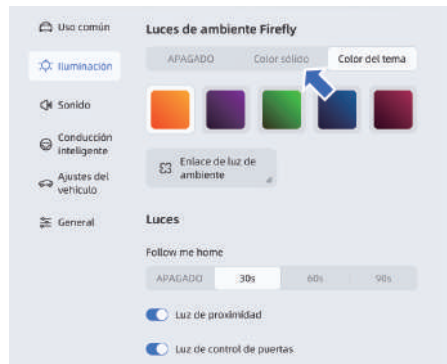 Uso común
Iluminación
Sonido
Conducción
inteligente
Ajustes del
vehículo
General
Luces de ambiente Firefly
APAGADO
Color sólido
Color del tema
Enlace de luz de
ambiente
Luces
Follow me home
APAGADO
30s
60s
90s
Luz de proximidad
Luz de control de puertas